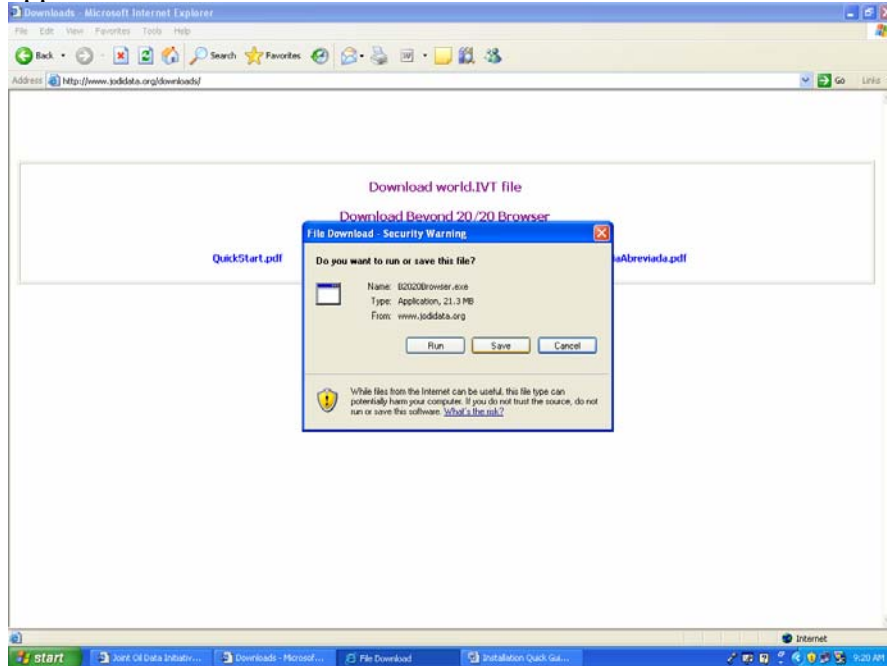 Downloads - Microsoft Internet Explorer
File Edit View Favorites Tools Help
Back Search Favorites
Address http://www.jodidata.org/downloads/ Go Links
Download world.IVT file
Download Beyond 20/20 Browser
File Download - Security Warning
QuickStart.pdf
iaAbreviada.pdf
Do you want to run or save this file?
Name: B2020Browser.exe
Type: Application, 21.3 MB
From: www.jodidata.org
Run Save Cancel
While files from the Internet can be useful, this file type can
potentially harm your computer. If you do not trust the source, do not
run or save this software. What's the risk?
Internet
start Joint Oil Data Initiativ... Downloads - Microsof... File Download Installation Quick Gui... 9:20 AM